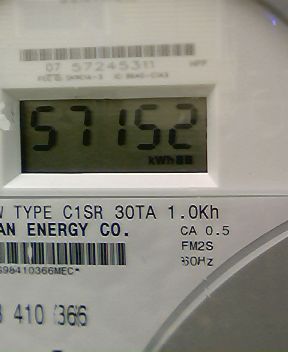 07 57245311
57152
kWh
TYPE C1SR 30TA 1.0Kh
AN ENERGY CO.
CA 0.5
FM2S
60Hz
S98410366MEC*
410 366